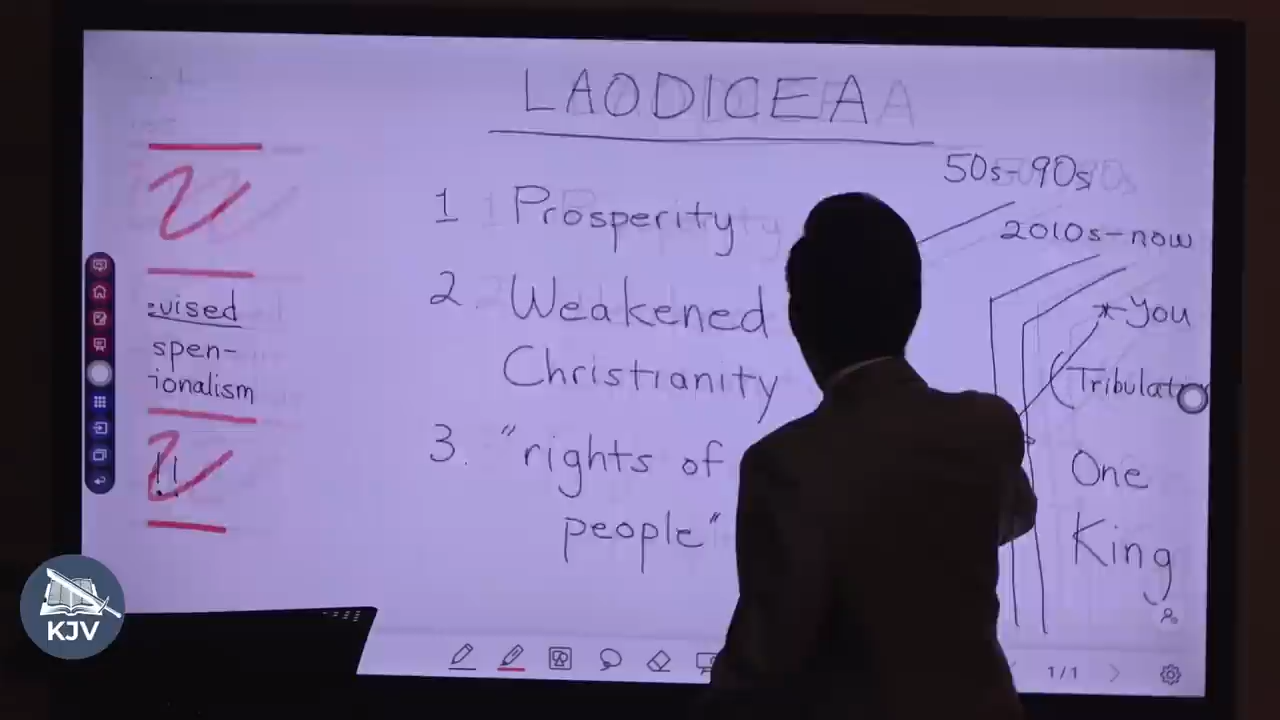 LAODICEA
50s-90s
1 Prosperity
2010s-now
2. Weakened
*-You
Christianity
(Tribulat
3. "rights of
One
people"
King
evised
spen-
ionalism
!!
KJV
1/1